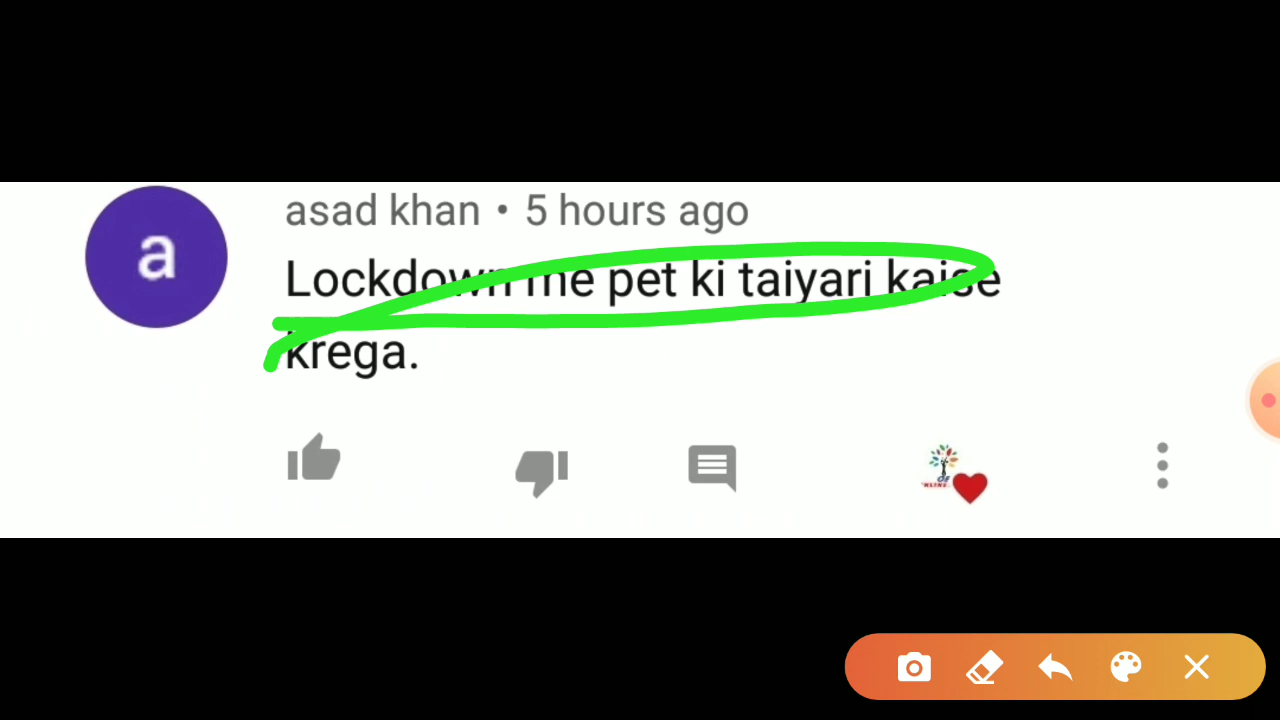 a
asad khan • 5 hours ago
Lockdown me pet ki taiyari kaise
krega.